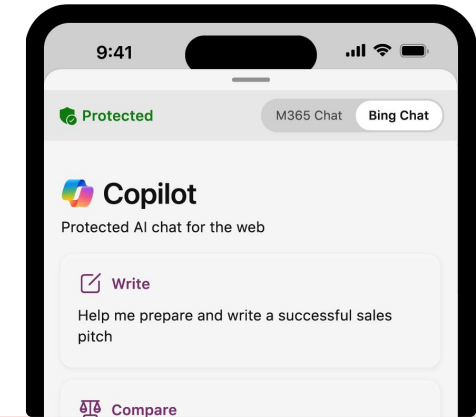 9:41
Protected
M365 Chat Bing Chat
Copilot
Protected AI chat for the web
Write
Help me prepare and write a successful sales
pitch
Compare